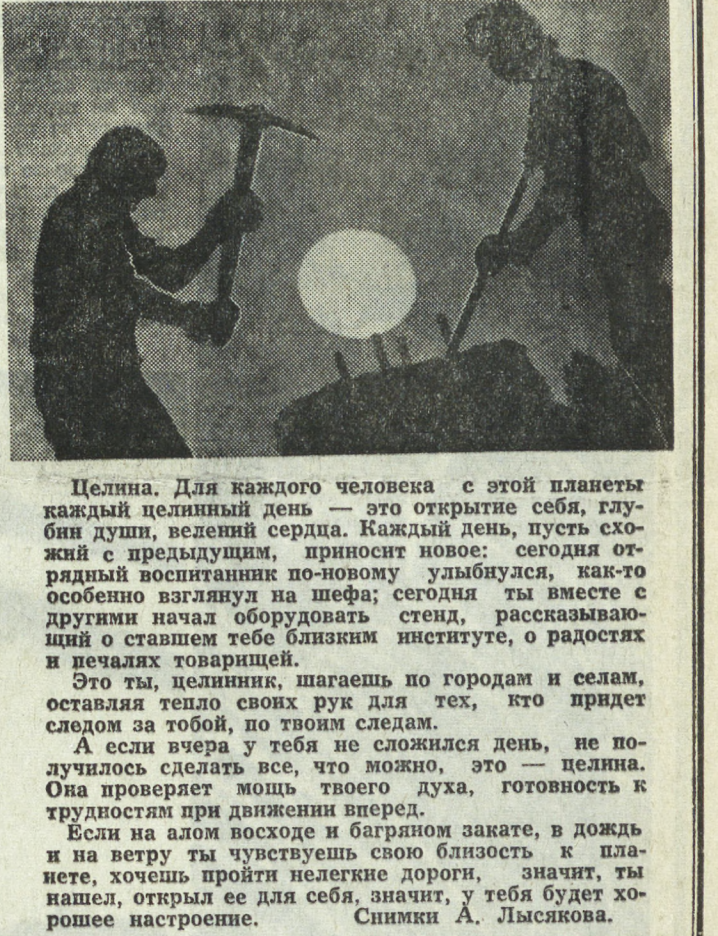 Целина. Для каждого человека с этой планеты
каждый целинный день — это открытие себя, глу-
бин души, велений сердца. Каждый день, пусть схо-
жий с предыдущим, приносит новое: сегодня от-
рядный воспитанник по-новому улыбнулся, как-то
особенно взглянул на шефа; сегодня ты вместе с
другими начал оборудовать стенд, рассказываю-
щий о ставшем тебе близким институте, о радостях
и печалях товарищей.
Это ты, целинник, шагаешь по городам и селам,
оставляя тепло своих рук для тех, кто придет
следом за тобой, по твоим следам.
А если вчера у тебя не сложился день, не по-
лучилось сделать все, что можно, это — целина.
Она проверяет мощь твоего духа, готовность к
трудностям при движении вперед.
Если на алом восходе и багряном закате, в дождь
и на ветру ты чувствуешь свою близость к пла-
нете, хочешь пройти нелегкие дороги, значит, ты
нашел, открыл ее для себя, значит, у тебя будет хо-
рошее настроение. Снимки А. Лысякова.